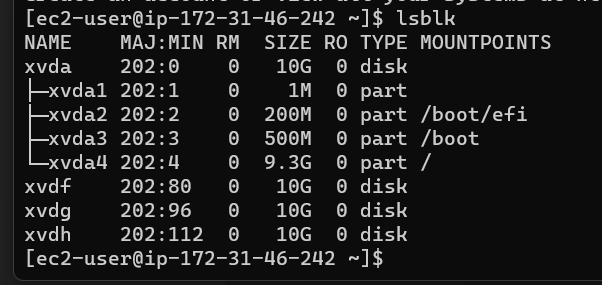 [ec2-user@ip-172-31-46-242 ~]$ lsblk
NAME    MAJ:MIN RM  SIZE RO TYPE MOUNTPOINTS
xvda    202:0    0   10G  0 disk
├─xvda1 202:1    0    1M  0 part
├─xvda2 202:2    0  200M  0 part /boot/efi
├─xvda3 202:3    0  500M  0 part /boot
└─xvda4 202:4    0  9.3G  0 part /
xvdf    202:80   0   10G  0 disk
xvdg    202:96   0   10G  0 disk
xvdh    202:112  0   10G  0 disk
[ec2-user@ip-172-31-46-242 ~]$